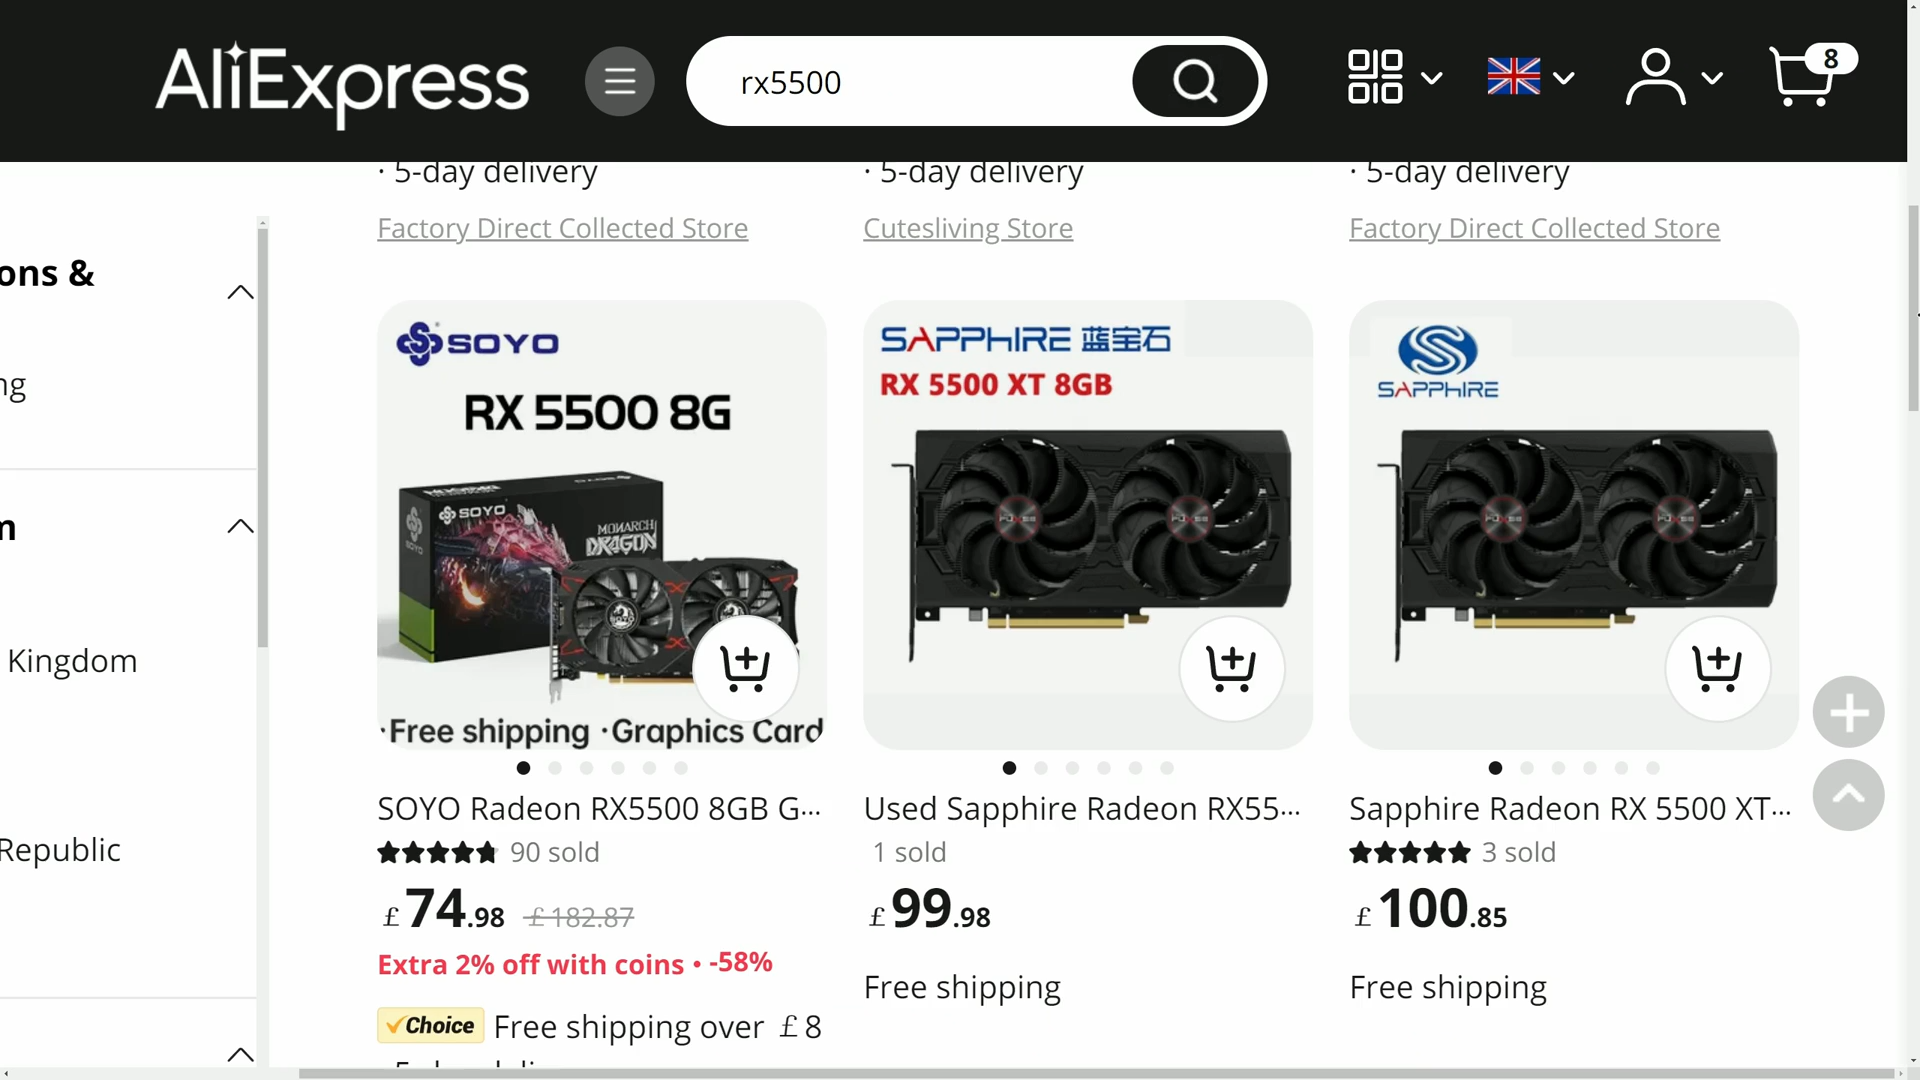 AliExpress
rx5500
8
· 5-day delivery
· 5-day delivery
· 5-day delivery
Factory Direct Collected Store
Cutesliving Store
Factory Direct Collected Store
ons &
ng
m
Kingdom
Republic
SOYO
RX 5500 8G
SOYO
SOYO
MONARCH
DRAGON
·Free shipping ·Graphics Card
SAPPHIRE 蓝宝石
RX 5500 XT 8GB
SAPPHIRE
SOYO Radeon RX5500 8GB G...
90 sold
£74.98 £182.87
Extra 2% off with coins • -58%
Choice Free shipping over £8
Used Sapphire Radeon RX55...
1 sold
£99.98
Free shipping
Sapphire Radeon RX 5500 XT...
3 sold
£100.85
Free shipping